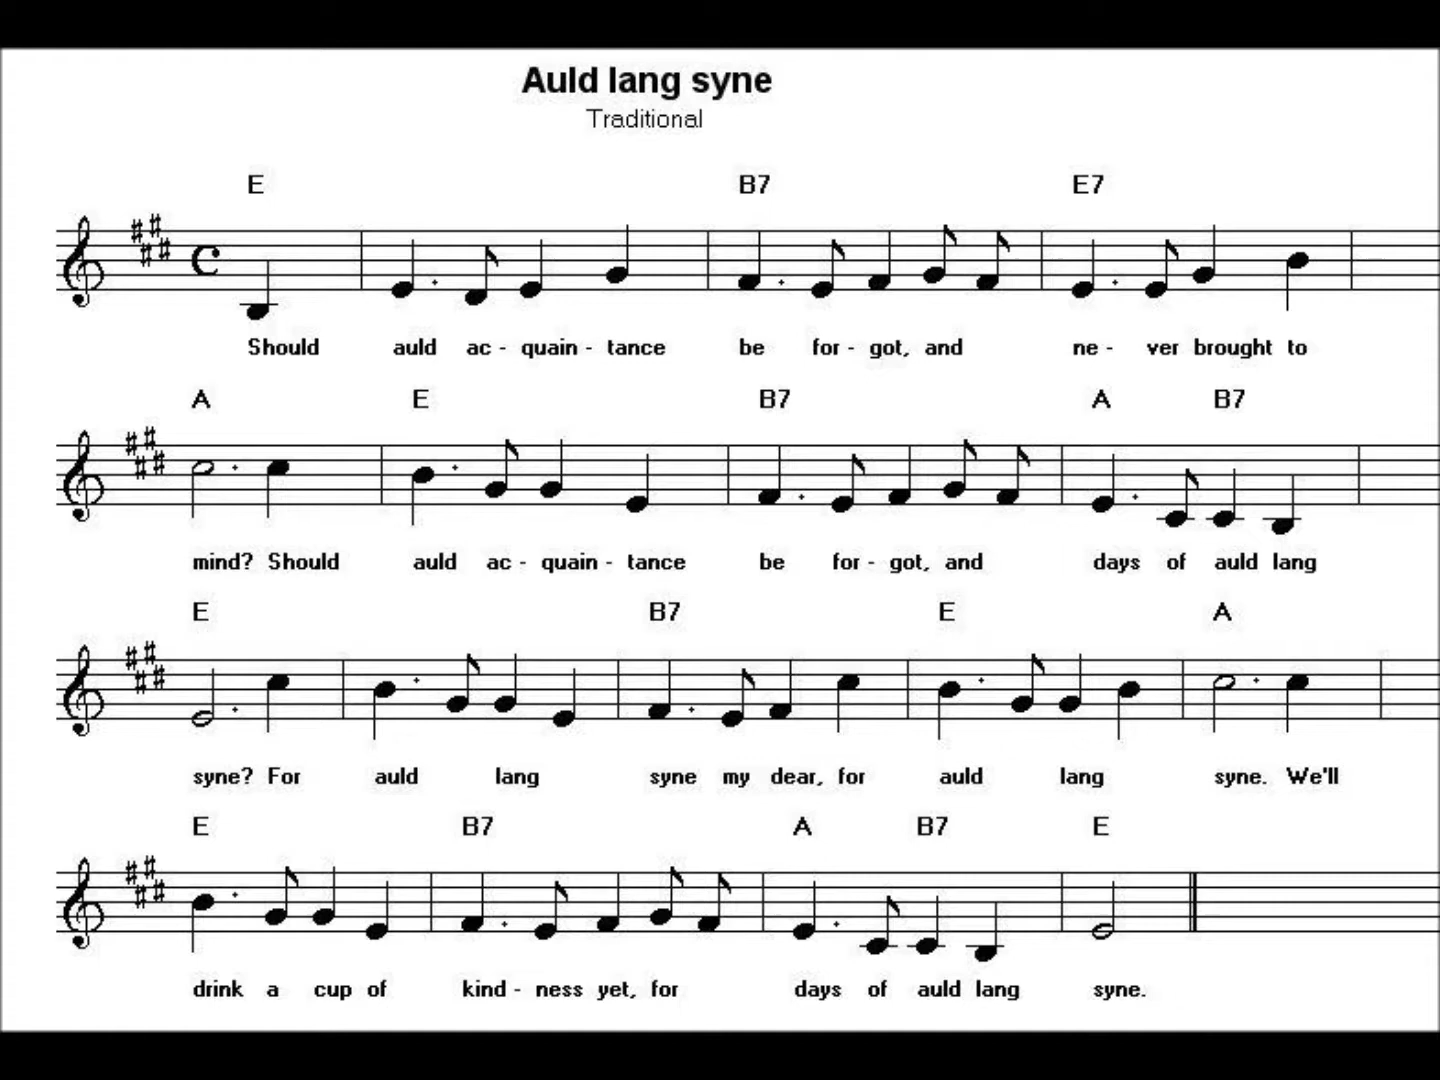 Auld lang syne
Traditional
E B7 E7
Should auld ac - quain - tance be for - got, and ne - ver brought to
A E B7 A B7
mind? Should auld ac - quain - tance be for - got, and days of auld lang
E B7 E A
syne? For auld lang syne my dear, for auld lang syne. We'll
E B7 A B7 E
drink a cup of kind - ness yet, for days of auld lang syne.